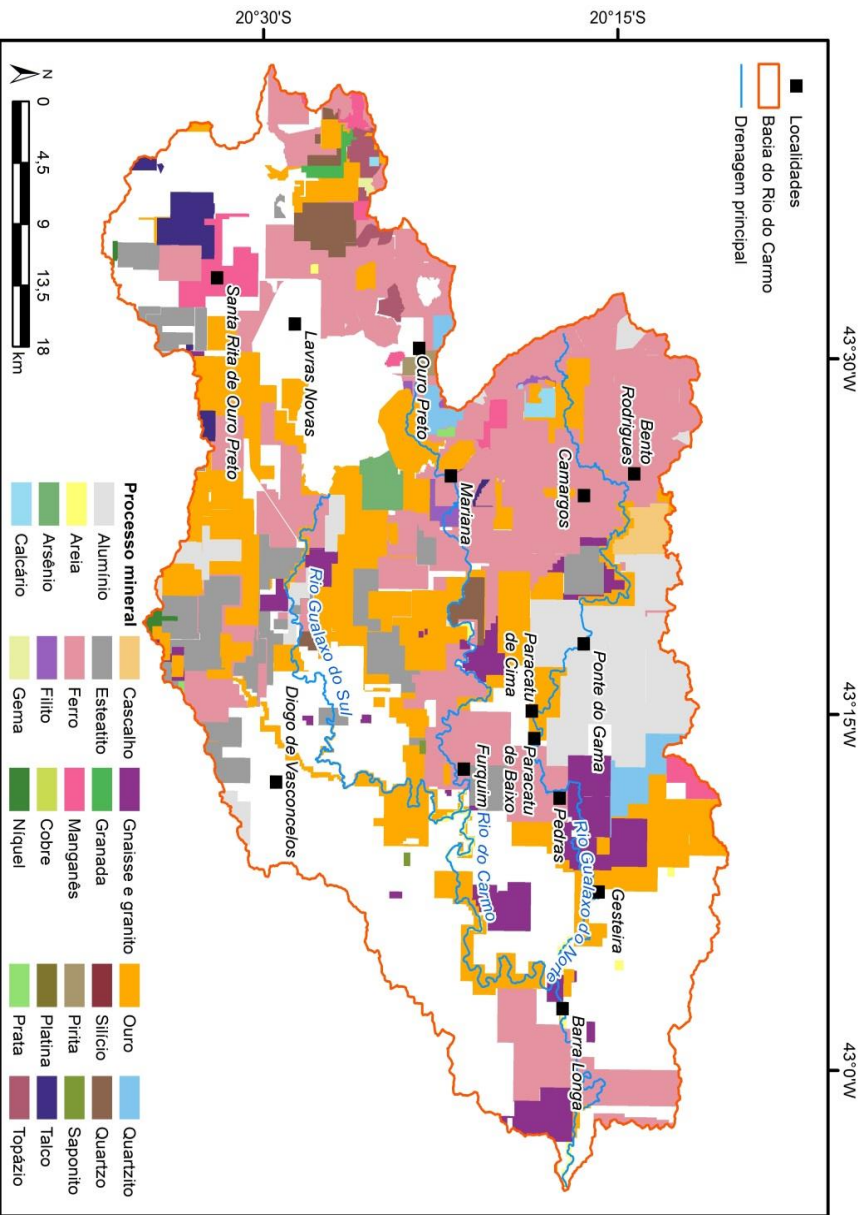 43°30'W
43°15'W
43°0'W
20°15'S
20°30'S
Localidades
Bacia do Rio do Carmo
Drenagem principal
Bento
Rodrigues
Camargos
Ponte do Gama
Paracatu
de Cima
Paracatu
de Baixo
Pedras
Gesteira
Rio Gualaxo do Norte
Barra Longa
Mariana
Ouro Preto
Furquim
Rio do Carmo
Lavras Novas
Rio Gualaxo do Sul
Diogo de Vasconcelos
Santa Rita de Ouro Preto
N
0 4,5 9 13,5 18
km
Processo mineral
Alumínio
Areia
Arsênio
Calcário
Cascalho
Esteatito
Ferro
Filito
Gema
Gnaisse e granito
Granada
Manganês
Cobre
Níquel
Ouro
Silício
Pirita
Platina
Prata
Quartzito
Quartzo
Saponito
Talco
Topázio